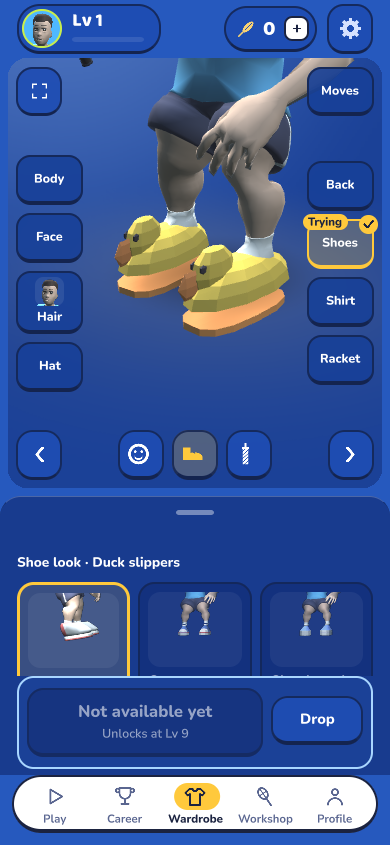 Lv 1
0
+
Moves
Body
Back
Face
Trying
Shoes
Hair
Shirt
Hat
Racket
Shoe look · Duck slippers
Not available yet
Unlocks at Lv 9
Drop
Play
Career
Wardrobe
Workshop
Profile